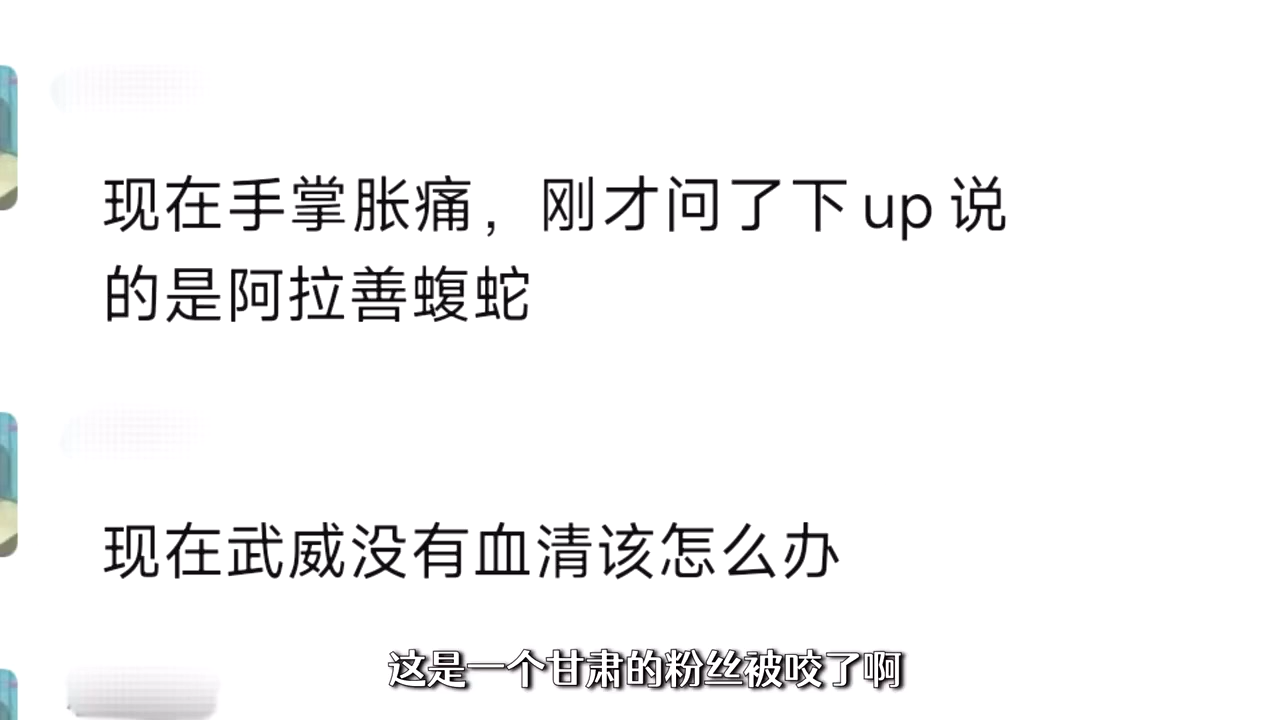 现在手掌胀痛，刚才问了下up说
的是阿拉善蝮蛇
现在武威没有血清该怎么办
这是一个甘肃的粉丝被咬了啊